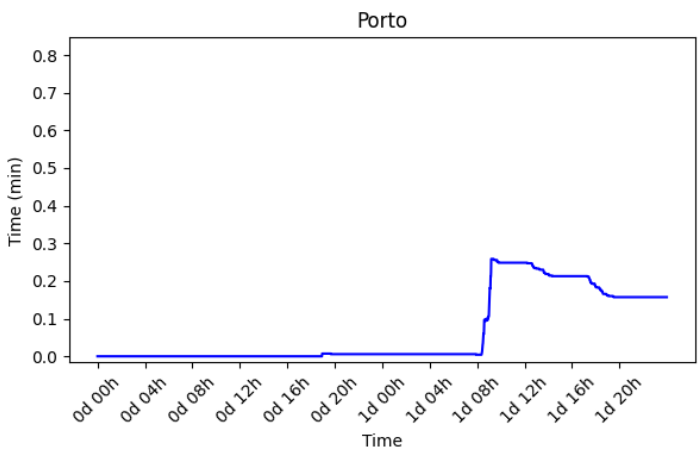 Porto
Time (min)
0.8
0.7
0.6
0.5
0.4
0.3
0.2
0.1
0.0
0d 00h
0d 04h
0d 08h
0d 12h
0d 16h
0d 20h
1d 00h
1d 04h
1d 08h
1d 12h
1d 16h
1d 20h
Time